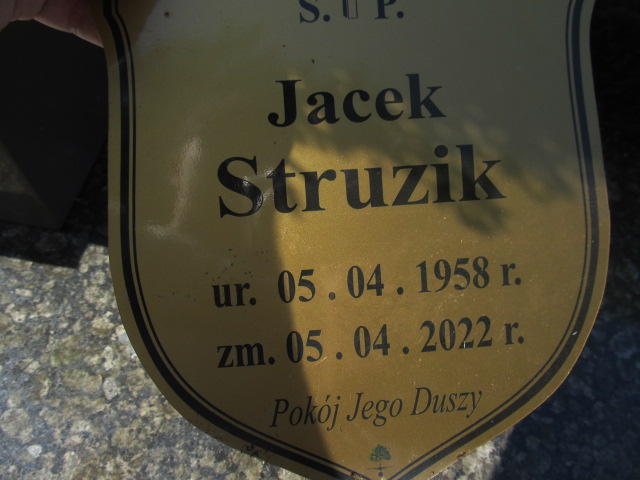 Ś. P.
Jacek
Struzik
ur. 05 . 04 . 1958 r.
zm. 05 . 04 . 2022 r.
Pokój Jego Duszy